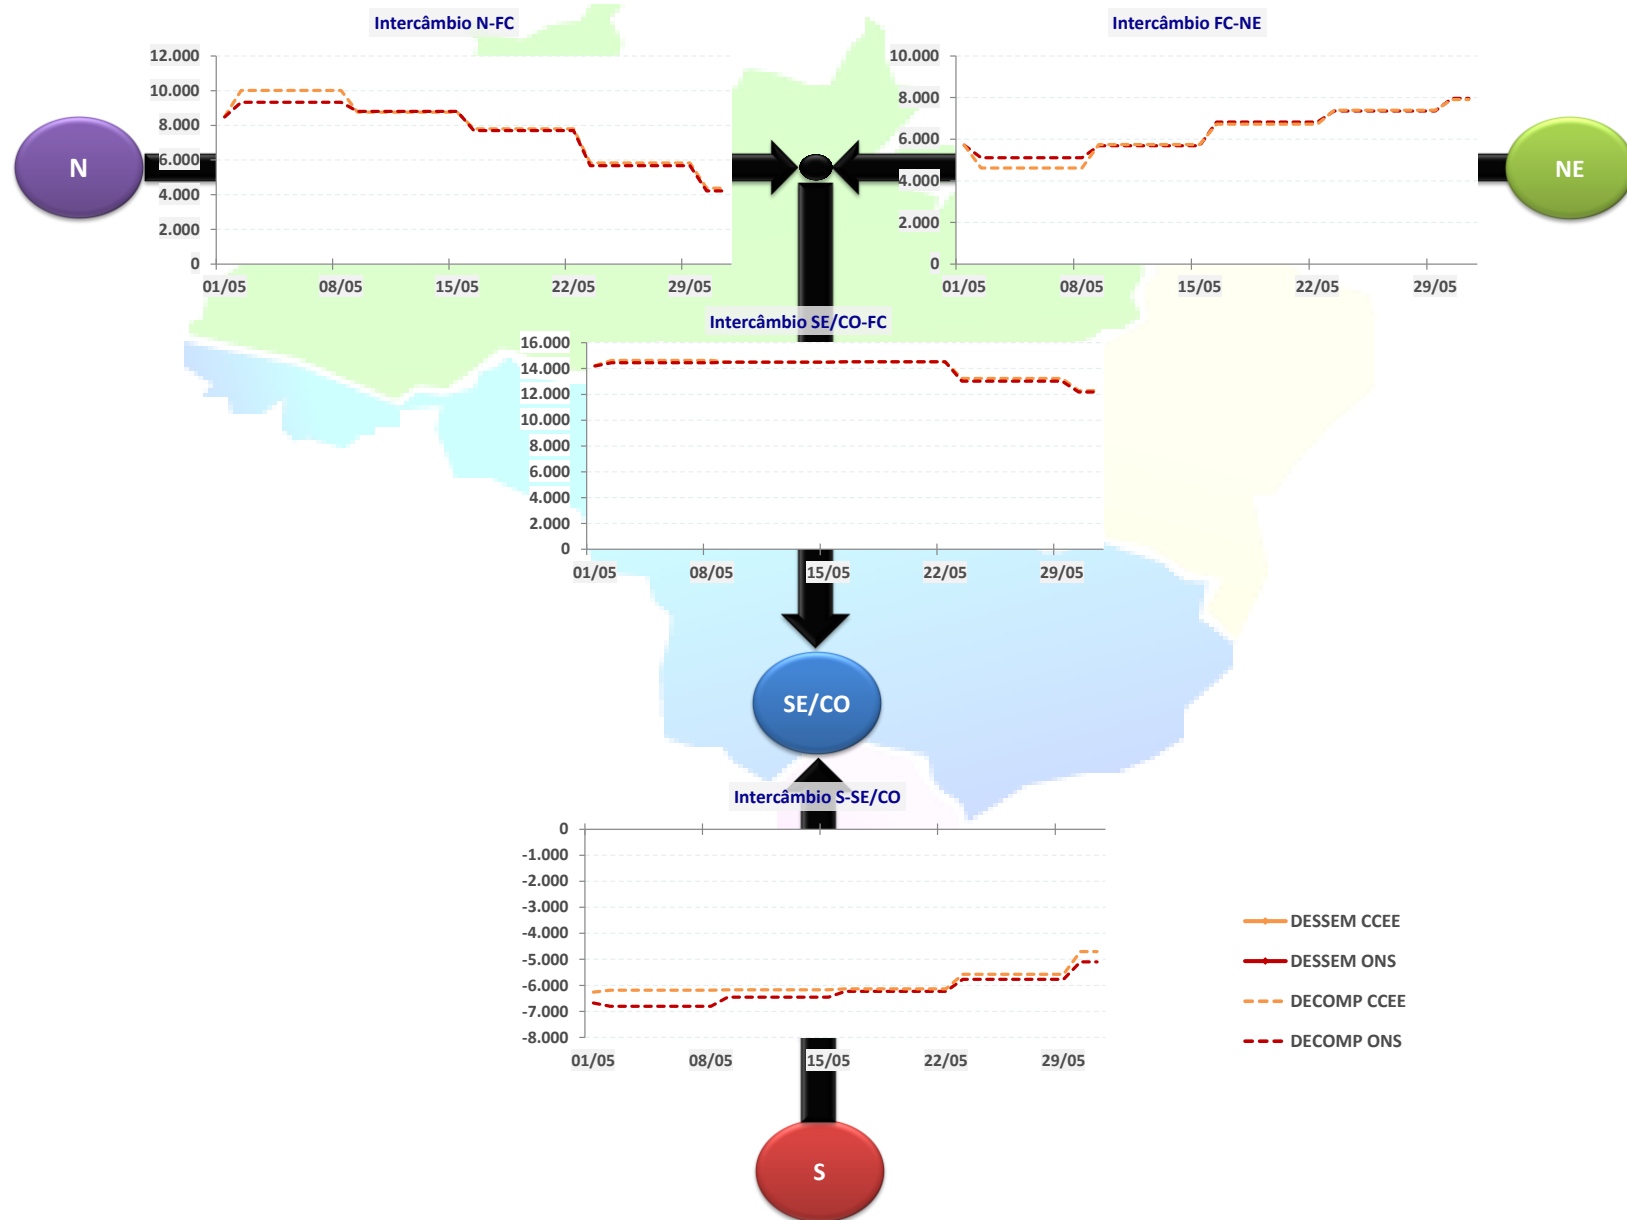 Intercâmbio N-FC
12.000
10.000
8.000
6.000
4.000
2.000
0
01/05 08/05 15/05 22/05 29/05
Intercâmbio FC-NE
10.000
8.000
6.000
4.000
2.000
0
01/05 08/05 15/05 22/05 29/05
N
NE
Intercâmbio SE/CO-FC
16.000
14.000
12.000
10.000
8.000
6.000
4.000
2.000
0
01/05 08/05 15/05 22/05 29/05
SE/CO
Intercâmbio S-SE/CO
0
-1.000
-2.000
-3.000
-4.000
-5.000
-6.000
-7.000
-8.000
01/05 08/05 15/05 22/05 29/05
DESSEM CCEE
DESSEM ONS
DECOMP CCEE
DECOMP ONS
S